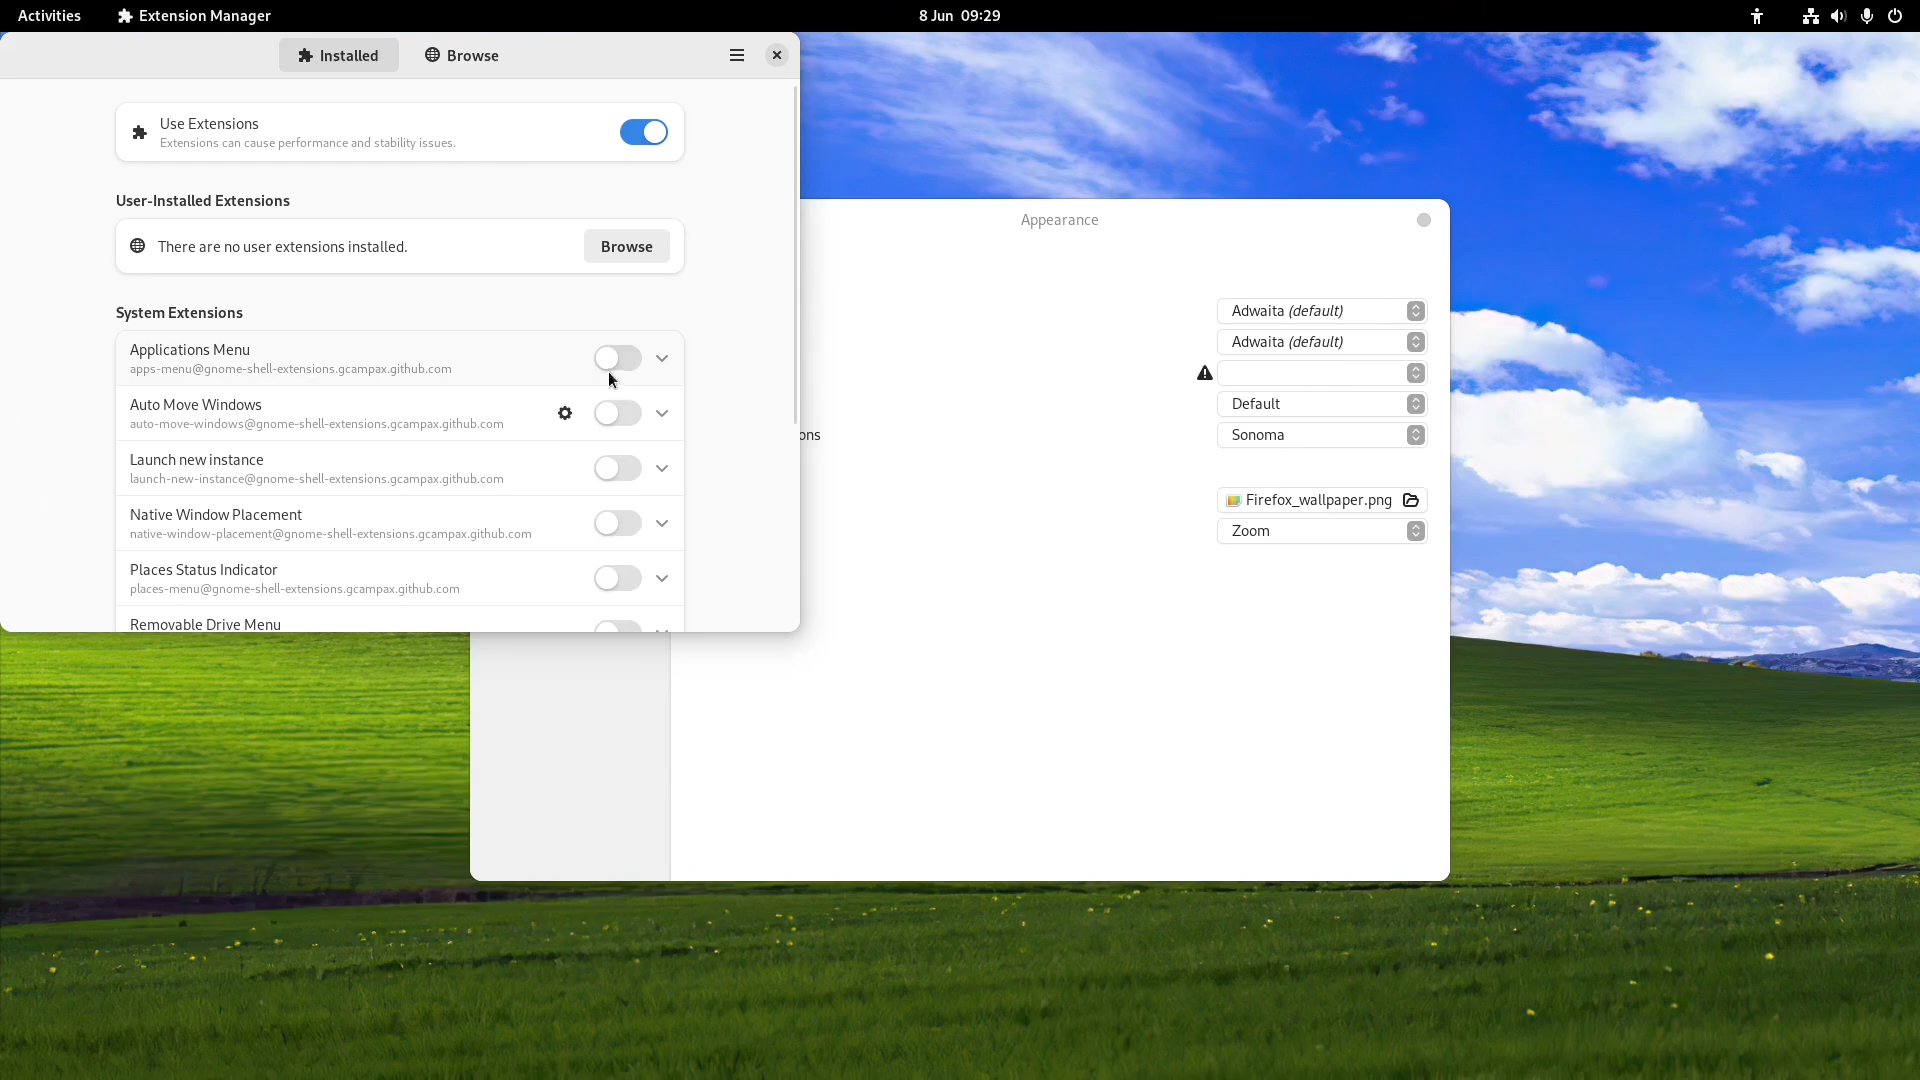 Activities
Extension Manager
8 Jun 09:29
Installed
Browse
Use Extensions
Extensions can cause performance and stability issues.
User-Installed Extensions
There are no user extensions installed.
Browse
System Extensions
Applications Menu
apps-menu@gnome-shell-extensions.gcampax.github.com
Auto Move Windows
auto-move-windows@gnome-shell-extensions.gcampax.github.com
Launch new instance
launch-new-instance@gnome-shell-extensions.gcampax.github.com
Native Window Placement
native-window-placement@gnome-shell-extensions.gcampax.github.com
Places Status Indicator
places-menu@gnome-shell-extensions.gcampax.github.com
Removable Drive Menu
Appearance
Adwaita (default)
Adwaita (default)
Default
ons
Sonoma
Firefox_wallpaper.png
Zoom